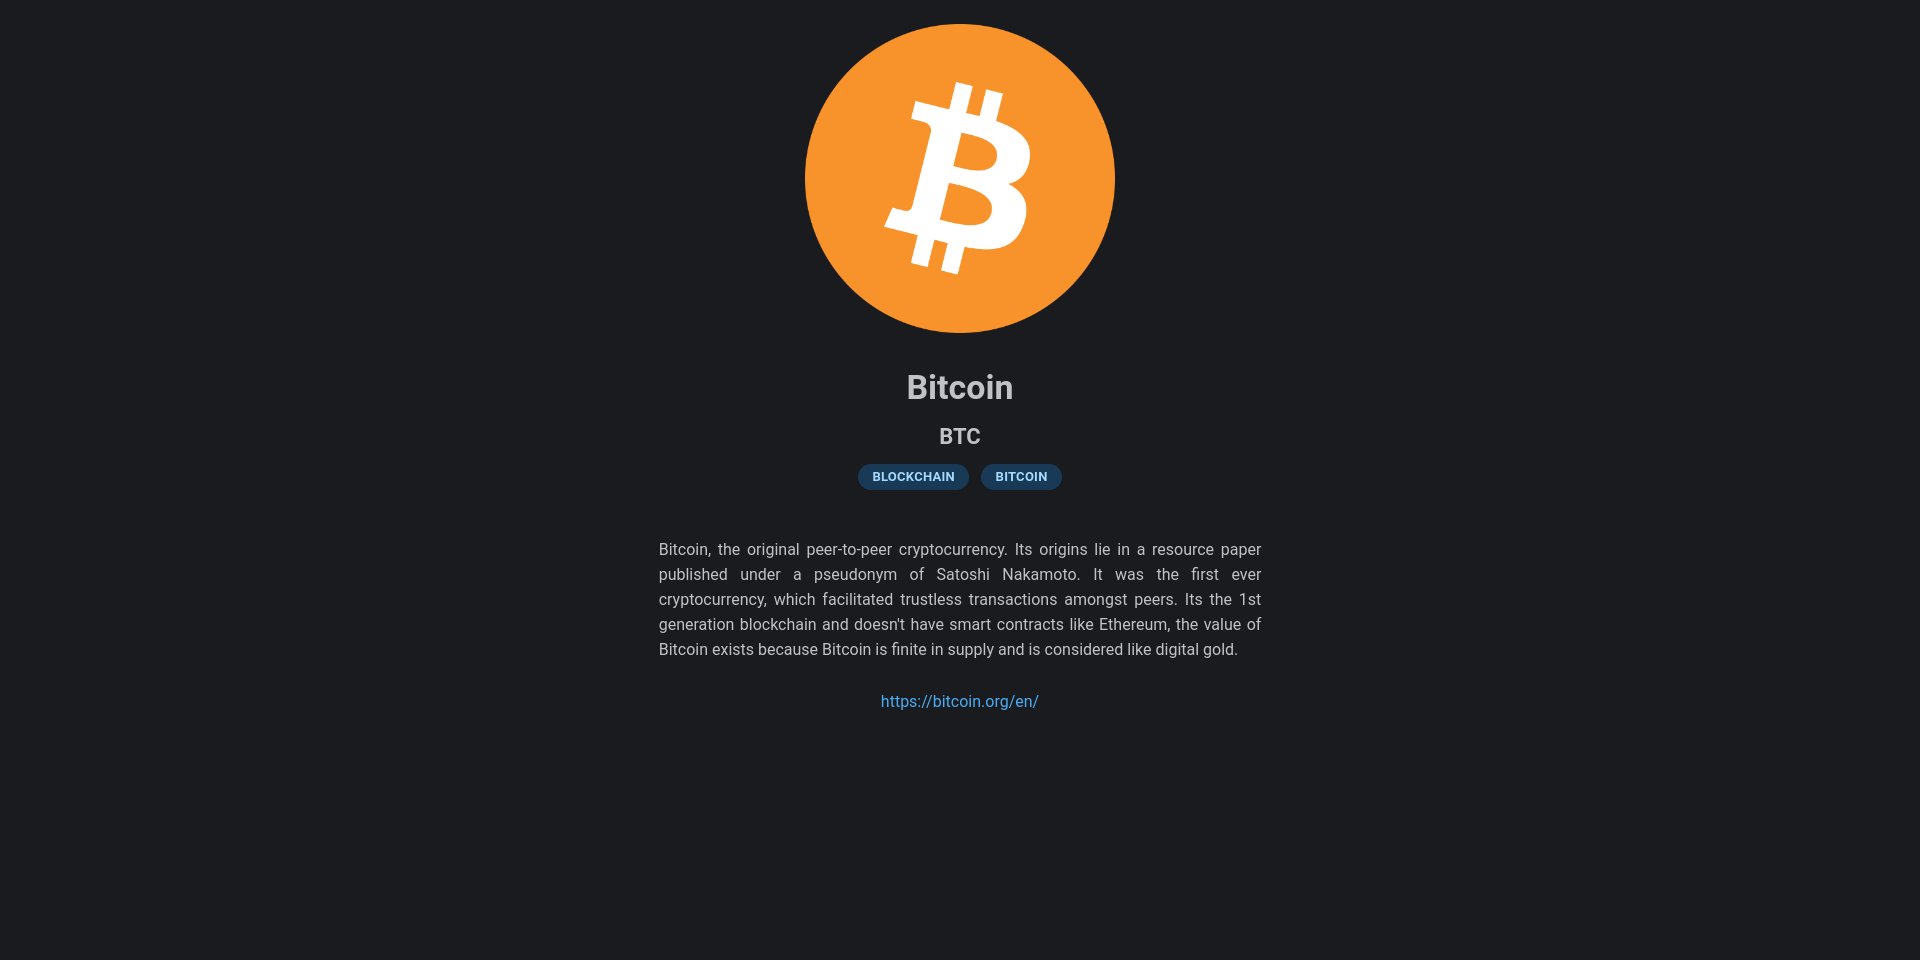 Bitcoin
BTC
BLOCKCHAIN BITCOIN
Bitcoin, the original peer-to-peer cryptocurrency. Its origins lie in a resource paper
published under a pseudonym of Satoshi Nakamoto. It was the first ever
cryptocurrency, which facilitated trustless transactions amongst peers. Its the 1st
generation blockchain and doesn't have smart contracts like Ethereum, the value of
Bitcoin exists because Bitcoin is finite in supply and is considered like digital gold.
https://bitcoin.org/en/